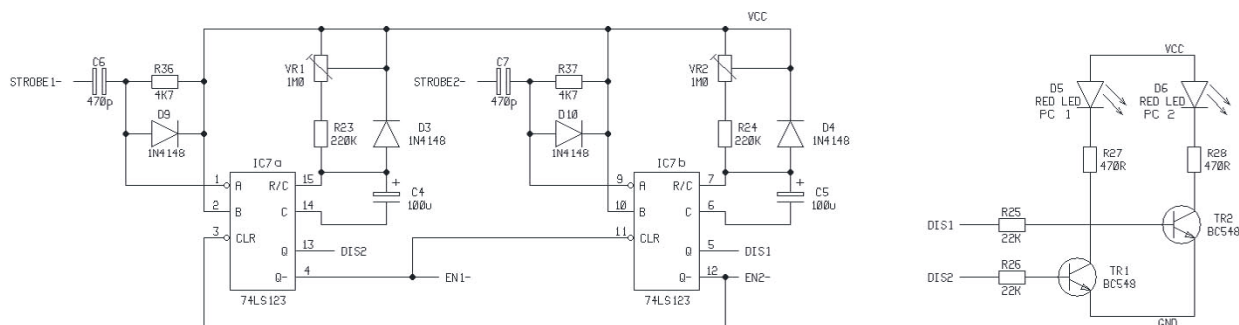 VCC
C6
STROBE1-
470p
R36
4K7
D9
1N4148
VR1
1M0
R23
220K
D3
1N4148
IC7a
1
A
R/C
15
2
B
C
14
3
CLR
Q
13
DIS2
Q-
4
EN1-
74LS123
+
C4
100u
C7
STROBE2-
470p
R37
4K7
D10
1N4148
VR2
1M0
R24
220K
D4
1N4148
IC7b
9
A
R/C
7
10
B
C
6
11
CLR
Q
5
DIS1
Q-
12
EN2-
74LS123
+
C5
100u
VCC
D5
RED LED
PC 1
D6
RED LED
PC 2
R27
470R
R28
470R
DIS1
R25
22K
TR2
BC548
DIS2
R26
22K
TR1
BC548
GND